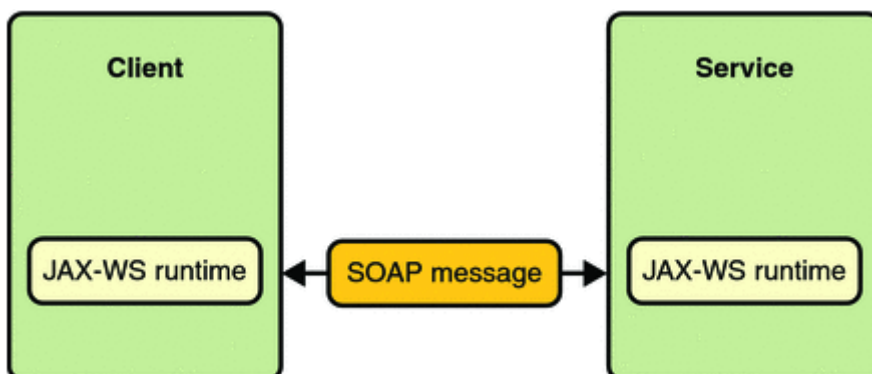 Client
Service
JAX-WS runtime
SOAP message
JAX-WS runtime